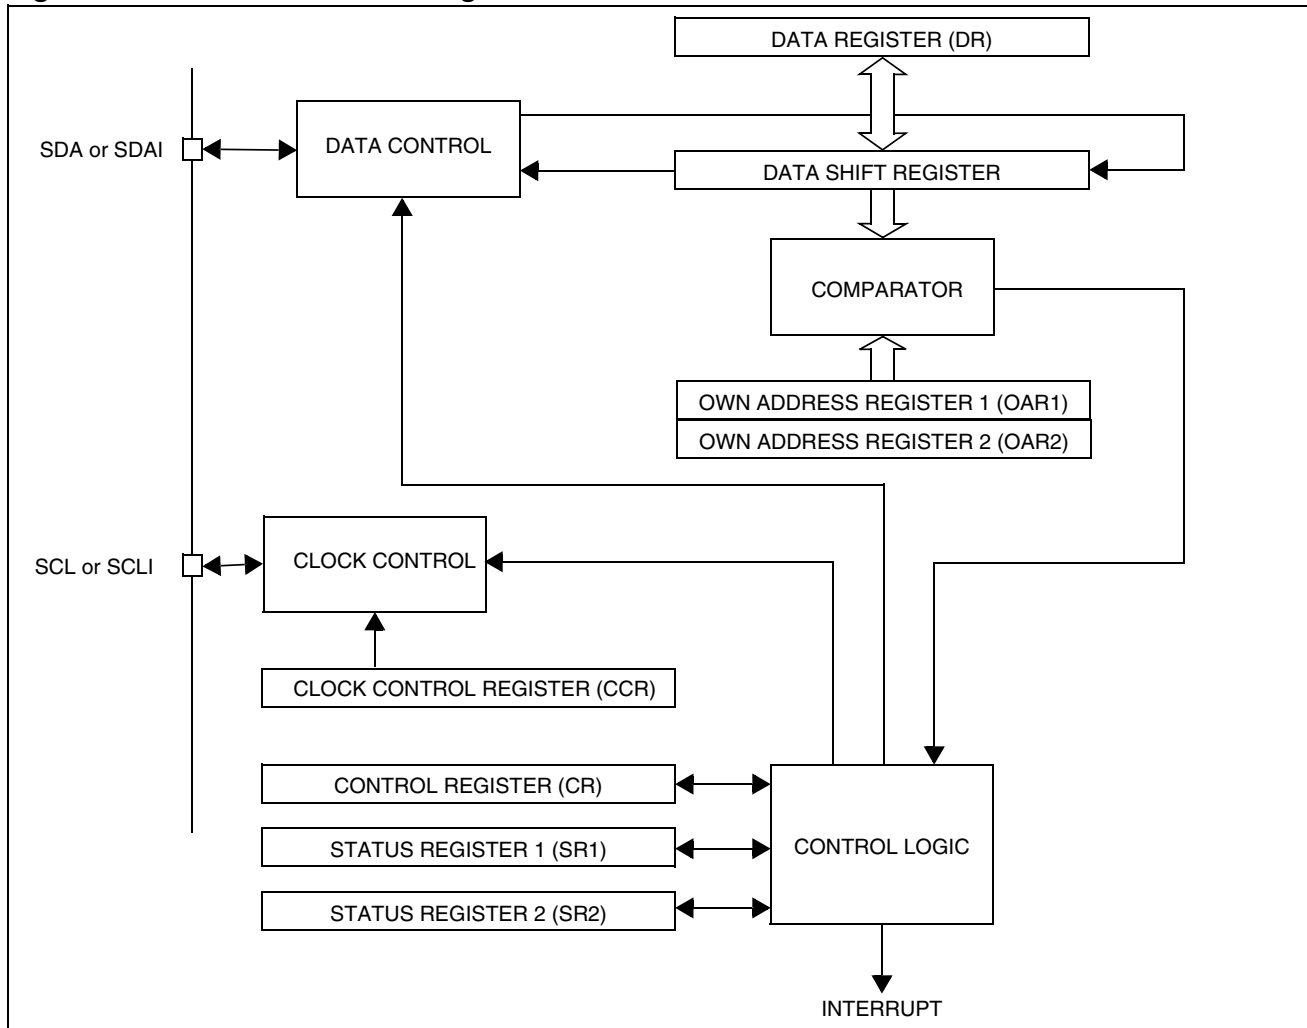 DATA REGISTER (DR)
SDA or SDAI
DATA CONTROL
DATA SHIFT REGISTER
COMPARATOR
OWN ADDRESS REGISTER 1 (OAR1)
OWN ADDRESS REGISTER 2 (OAR2)
SCL or SCLI
CLOCK CONTROL
CLOCK CONTROL REGISTER (CCR)
CONTROL REGISTER (CR)
STATUS REGISTER 1 (SR1)
CONTROL LOGIC
STATUS REGISTER 2 (SR2)
INTERRUPT